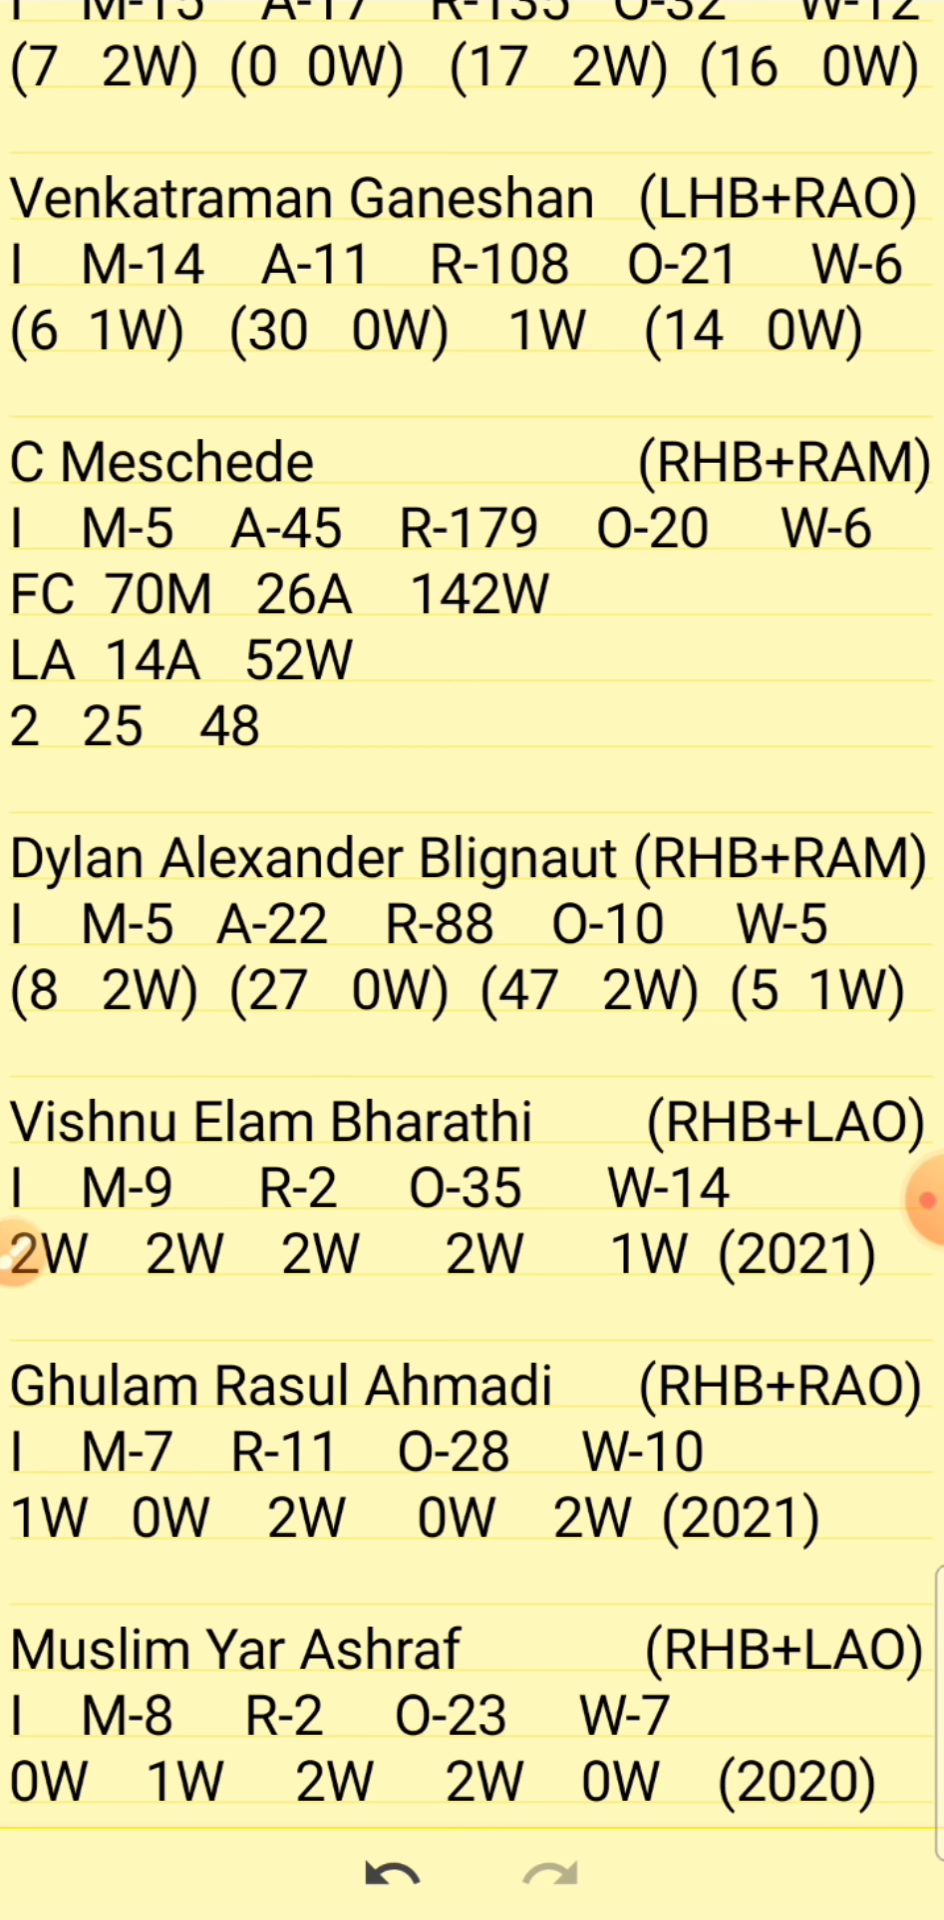 I M-15 A-17 R-135 O-32 W-12
(7 2W) (0 0W) (17 2W) (16 0W)
Venkatraman Ganeshan (LHB+RAO)
I M-14 A-11 R-108 O-21 W-6
(6 1W) (30 0W) 1W (14 0W)
C Meschede (RHB+RAM)
I M-5 A-45 R-179 O-20 W-6
FC 70M 26A 142W
LA 14A 52W
2 25 48
Dylan Alexander Blignaut (RHB+RAM)
I M-5 A-22 R-88 O-10 W-5
(8 2W) (27 0W) (47 2W) (5 1W)
Vishnu Elam Bharathi (RHB+LAO)
I M-9 R-2 O-35 W-14
2W 2W 2W 2W 1W (2021)
Ghulam Rasul Ahmadi (RHB+RAO)
I M-7 R-11 O-28 W-10
1W 0W 2W 0W 2W (2021)
Muslim Yar Ashraf (RHB+LAO)
I M-8 R-2 O-23 W-7
0W 1W 2W 2W 0W (2020)